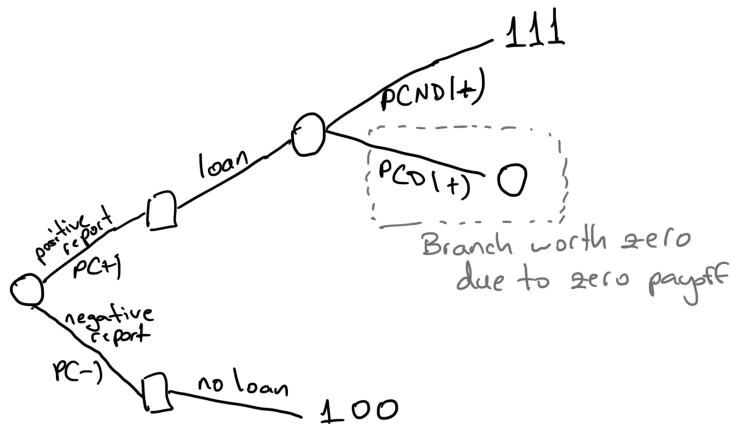 111
PCND|+)
loan
PCD|+)
0
positive
report
PC+)
Branch worth zero
due to zero payoff
negative
report
PC-)
no loan
100